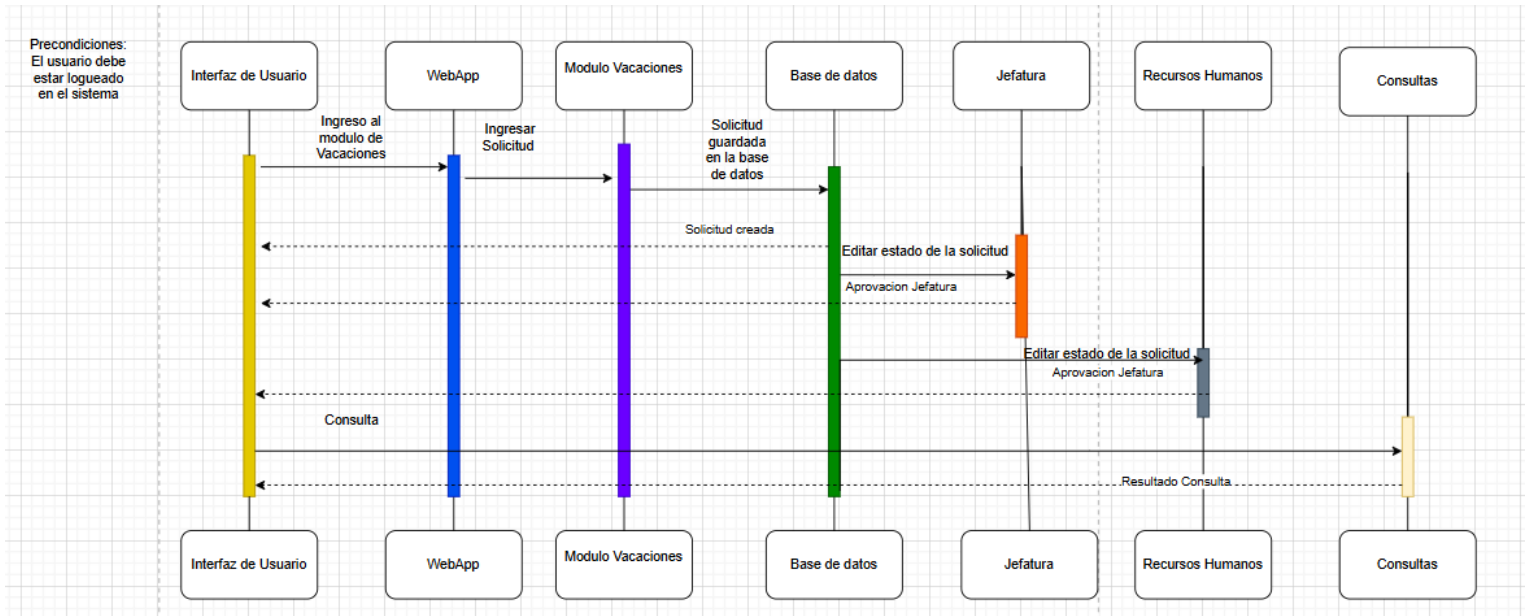 Precondiciones:
El usuario debe
estar logueado
en el sistema
Interfaz de Usuario
WebApp
Modulo Vacaciones
Base de datos
Jefatura
Recursos Humanos
Consultas
Ingreso al
modulo de
Vacaciones
Ingresar
Solicitud
Solicitud
guardada
en la base
de datos
Solicitud creada
Editar estado de la solicitud
Aprovacion Jefatura
Editar estado de la solicitud
Aprovacion Jefatura
Consulta
Resultado Consulta
Interfaz de Usuario
WebApp
Modulo Vacaciones
Base de datos
Jefatura
Recursos Humanos
Consultas